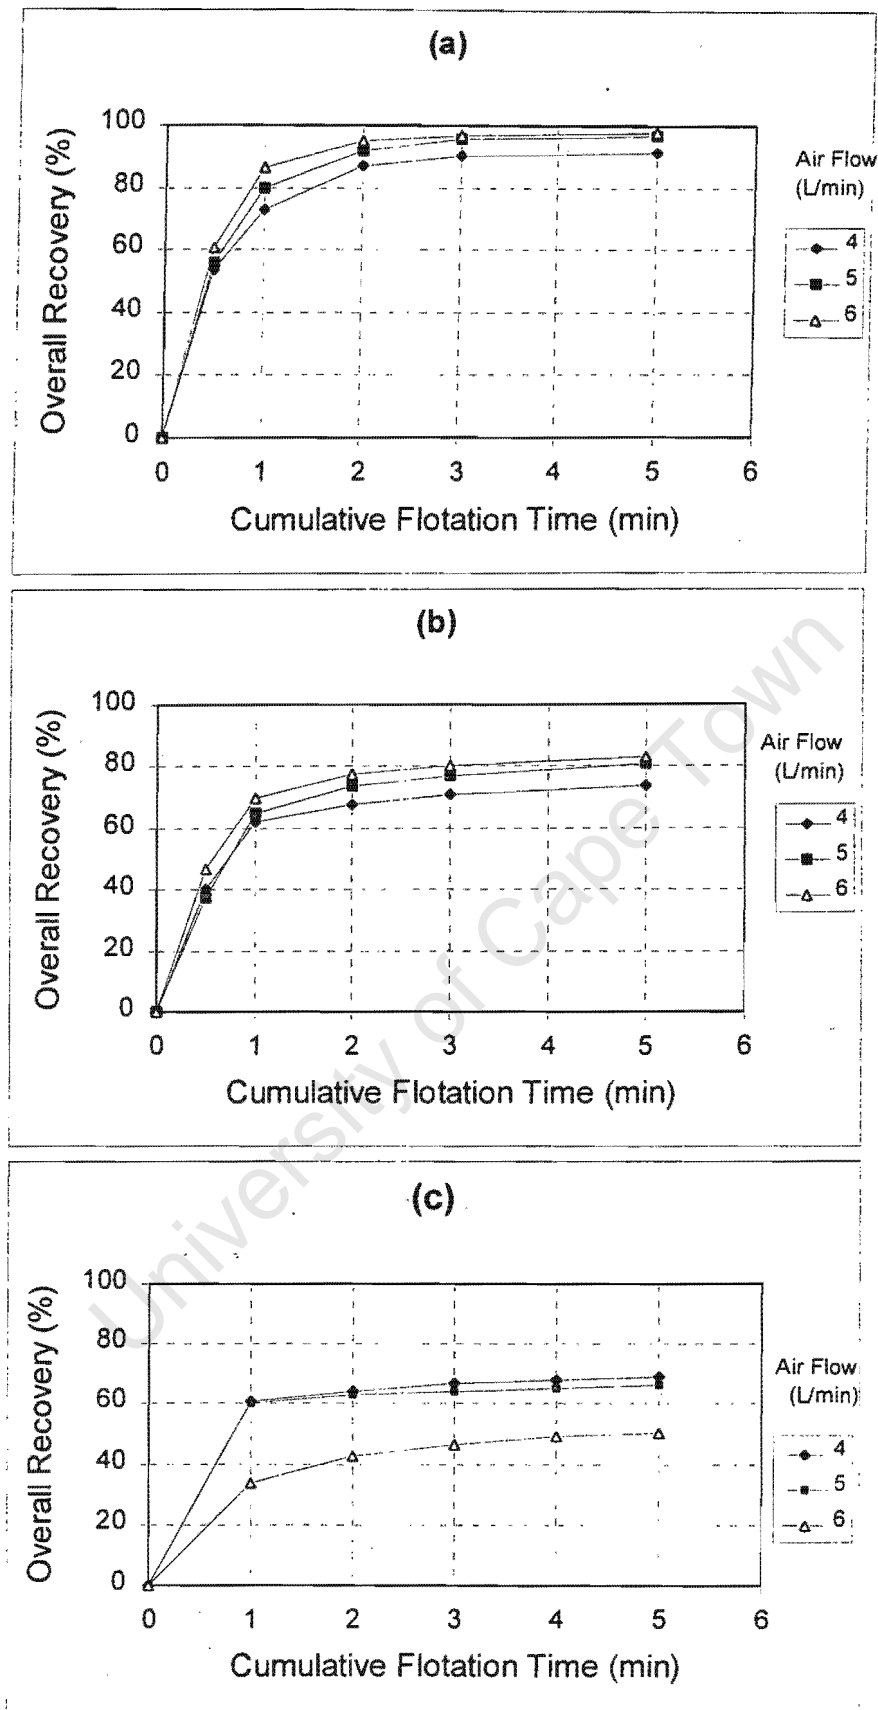 (a)
Overall Recovery (%)
100
80
60
40
20
0
0 1 2 3 4 5 6
Cumulative Flotation Time (min)
Air Flow
(L/min)
4
5
6
(b)
Overall Recovery (%)
100
80
60
40
20
0
0 1 2 3 4 5 6
Cumulative Flotation Time (min)
Air Flow
(L/min)
4
5
6
(c)
Overall Recovery (%)
100
80
60
40
20
0
0 1 2 3 4 5 6
Cumulative Flotation Time (min)
Air Flow
(L/min)
4
5
6
University of Cape Town